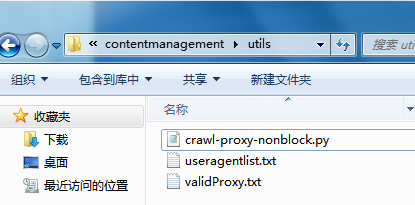 « contentmanagement ▸ utils
搜索 ut
组织 包含到库中 共享 新建文件夹
收藏夹
下载
桌面
最近访问的位置
名称
crawl-proxy-nonblock.py
useragentlist.txt
validProxy.txt